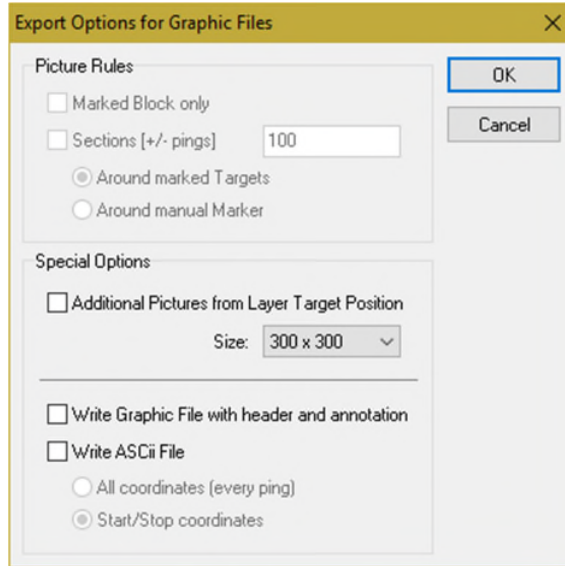 Export Options for Graphic Files
Picture Rules
OK
Marked Block only
Cancel
Sections [+/- pings] 100
Around marked Targets
Around manual Marker
Special Options
Additional Pictures from Layer Target Position
Size: 300 x 300
Write Graphic File with header and annotation
Write ASCii File
All coordinates (every ping)
Start/Stop coordinates